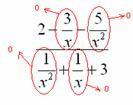 0 0
2 - 3/x - 5/x²
0 1/x² + 1/x + 3 0